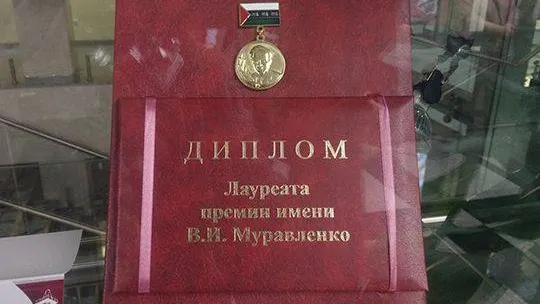 ДИПЛОМ
Лауреата
премии имени
В.И. Муравленко